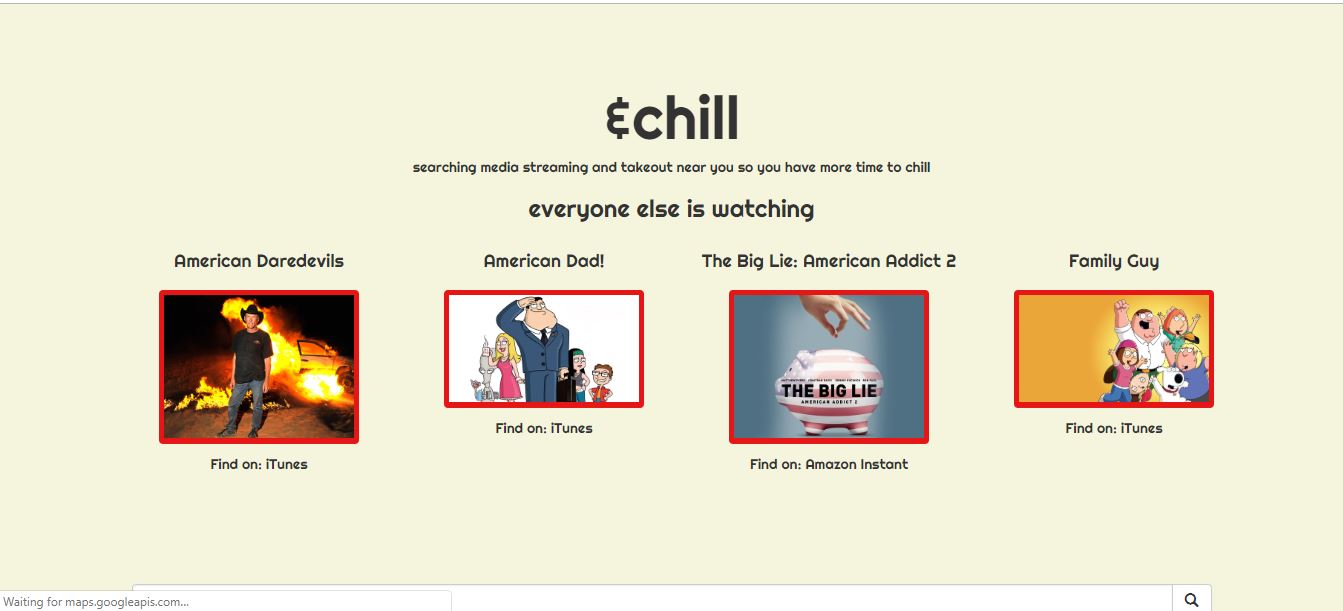 &chill
searching media streaming and takeout near you so you have more time to chill
everyone else is watching
American Daredevils
American Dad!
The Big Lie: American Addict 2
Family Guy
THE BIG LIE
AMERICAN ADDICT 2
Find on: iTunes
Find on: iTunes
Find on: Amazon Instant
Find on: iTunes
Waiting for maps.googleapis.com...